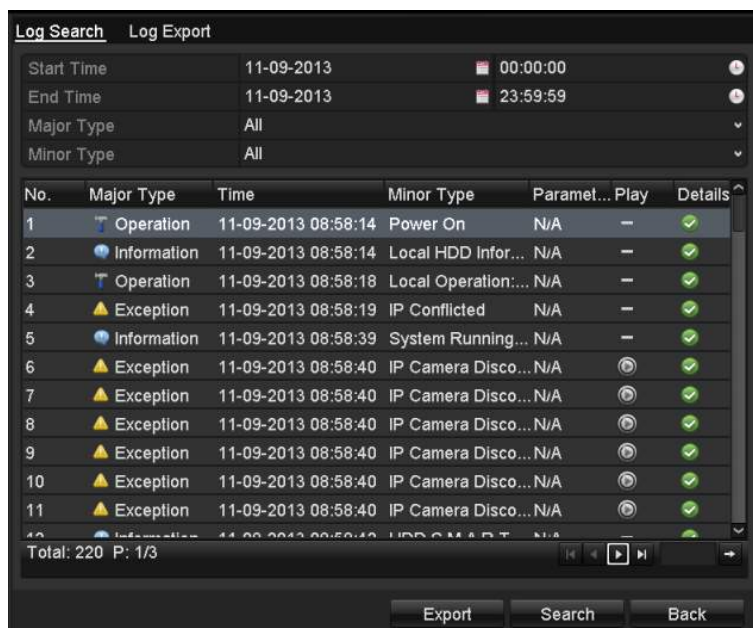 Log Search Log Export
Start Time 11-09-2013 00:00:00
End Time 11-09-2013 23:59:59
Major Type All
Minor Type All
No. Major Type Time Minor Type Paramet... Play Details
1 Operation 11-09-2013 08:58:14 Power On N/A —
2 Information 11-09-2013 08:58:14 Local HDD Infor... N/A —
3 Operation 11-09-2013 08:58:18 Local Operation:... N/A —
4 Exception 11-09-2013 08:58:19 IP Conflicted N/A —
5 Information 11-09-2013 08:58:39 System Running... N/A —
6 Exception 11-09-2013 08:58:40 IP Camera Disco... N/A
7 Exception 11-09-2013 08:58:40 IP Camera Disco... N/A
8 Exception 11-09-2013 08:58:40 IP Camera Disco... N/A
9 Exception 11-09-2013 08:58:40 IP Camera Disco... N/A
10 Exception 11-09-2013 08:58:40 IP Camera Disco... N/A
11 Exception 11-09-2013 08:58:40 IP Camera Disco... N/A
Total: 220 P: 1/3
Export Search Back